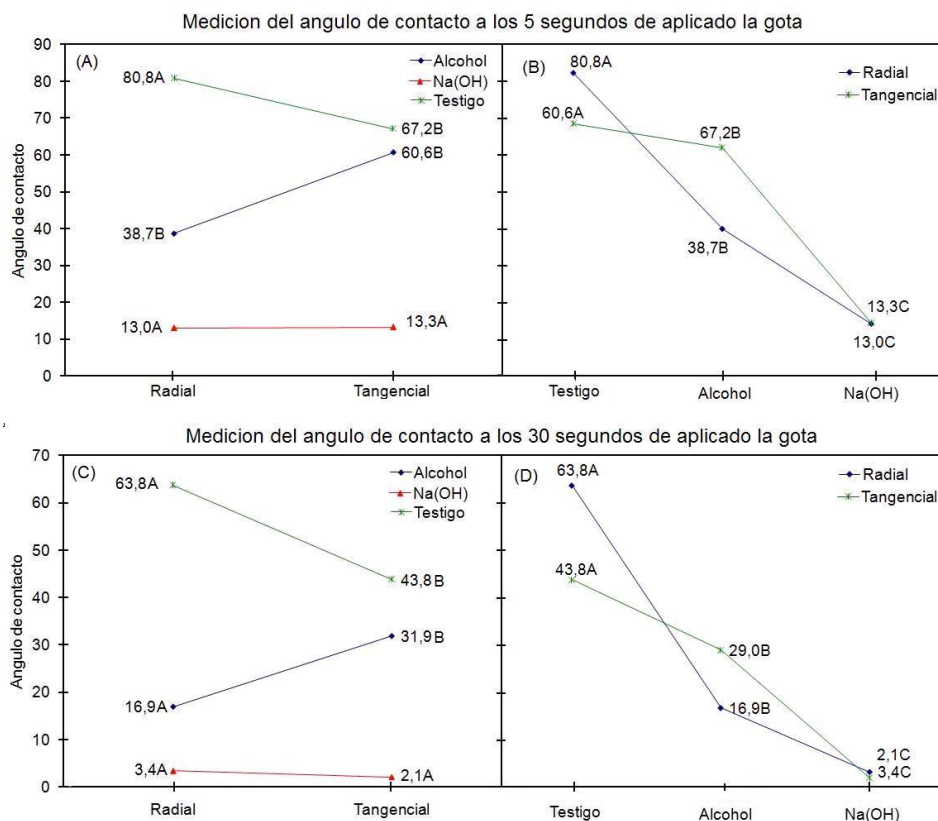 Medicion del angulo de contacto a los 5 segundos de aplicado la gota
Angulo de contacto
90
80
70
60
50
40
30
20
10
0
(A)
Alcohol
Na(OH)
Testigo
80,8A
67,2B
60,6B
38,7B
13,0A
13,3A
Radial
Tangencial
(B)
Radial
Tangencial
80,8A
60,6A
67,2B
38,7B
13,3C
13,0C
Testigo
Alcohol
Na(OH)
Medicion del angulo de contacto a los 30 segundos de aplicado la gota
Angulo de contacto
70
60
50
40
30
20
10
0
(C)
Alcohol
Na(OH)
Testigo
63,8A
43,8B
31,9B
16,9A
3,4A
2,1A
Radial
Tangencial
(D)
Radial
Tangencial
63,8A
43,8A
29,0B
16,9B
2,1C
3,4C
Testigo
Alcohol
Na(OH)